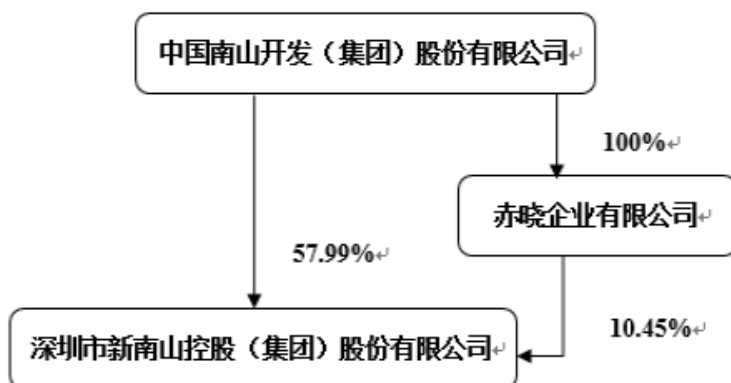 中国南山开发（集团）股份有限公司
100%
赤晓企业有限公司
57.99%
10.45%
深圳市新南山控股（集团）股份有限公司